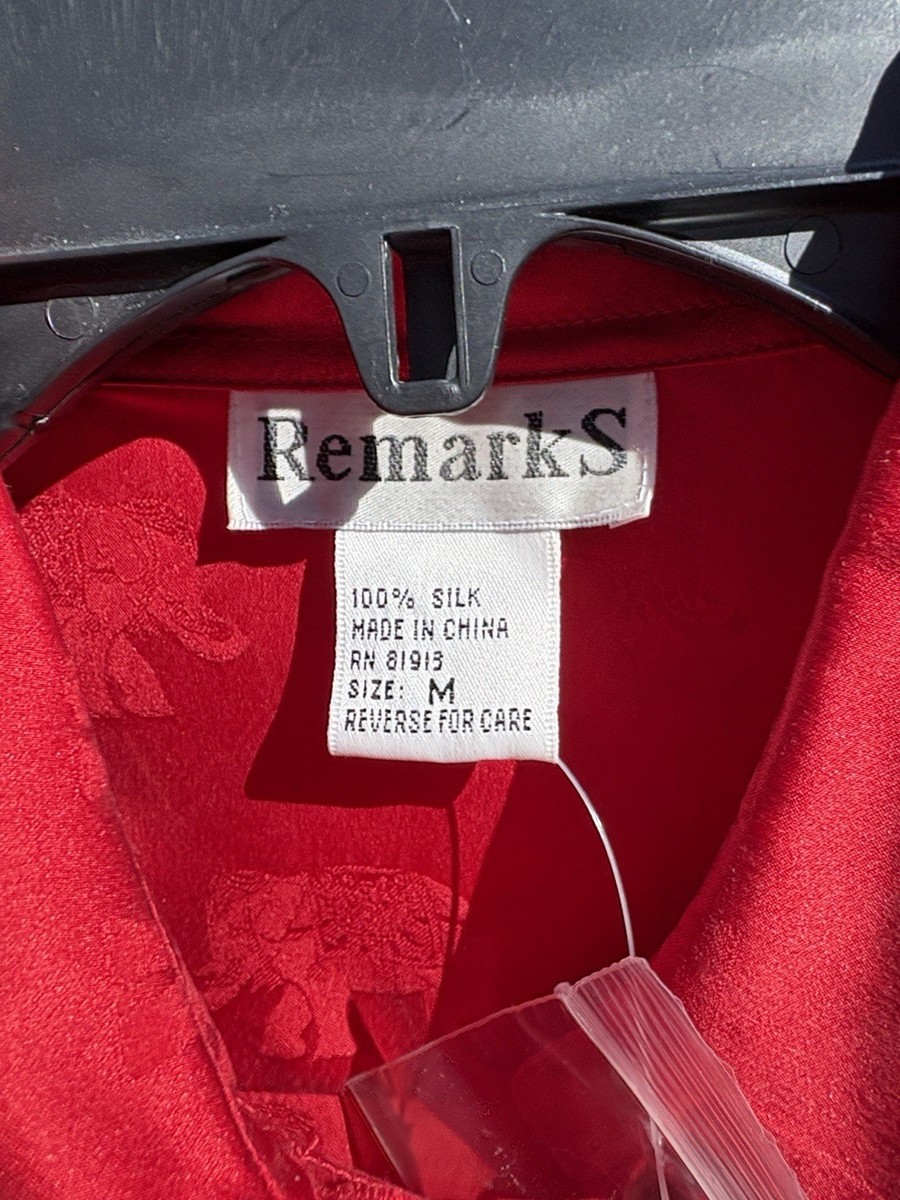 RemarkS
100% SILK
MADE IN CHINA
RN 81913
SIZE: M
REVERSE FOR CARE